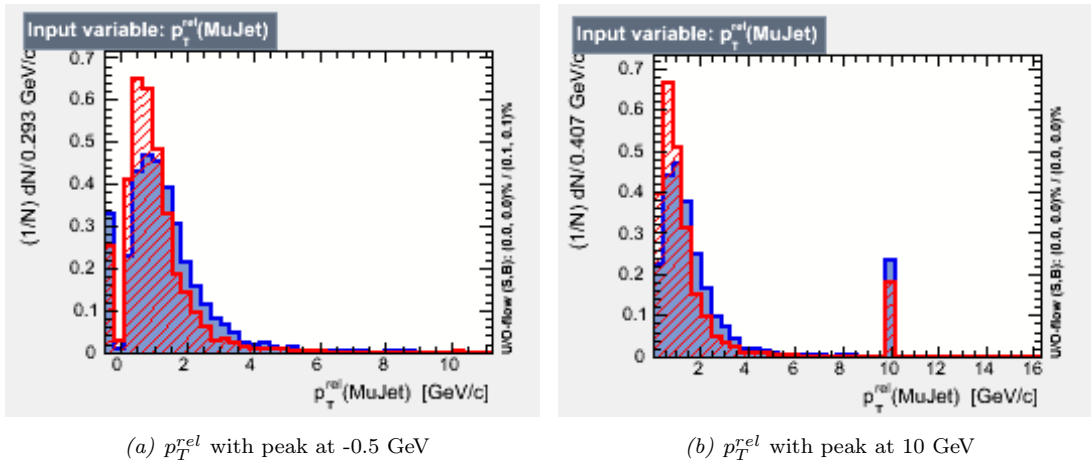 Input variable: p_T^rel(MuJet)
(1/N) dN/0.293 GeV/c
0.7
0.6
0.5
0.4
0.3
0.2
0.1
0
0 2 4 6 8 10
p_T^rel(MuJet) [GeV/c]
U/O-flow (S,B): (0.0, 0.0)% / (0.1, 0.1)%
(a) p_T^rel with peak at -0.5 GeV
Input variable: p_T^rel(MuJet)
(1/N) dN/0.407 GeV/c
0.7
0.6
0.5
0.4
0.3
0.2
0.1
0
2 4 6 8 10 12 14 16
p_T^rel(MuJet) [GeV/c]
U/O-flow (S,B): (0.0, 0.0)% / (0.0, 0.0)%
(b) p_T^rel with peak at 10 GeV